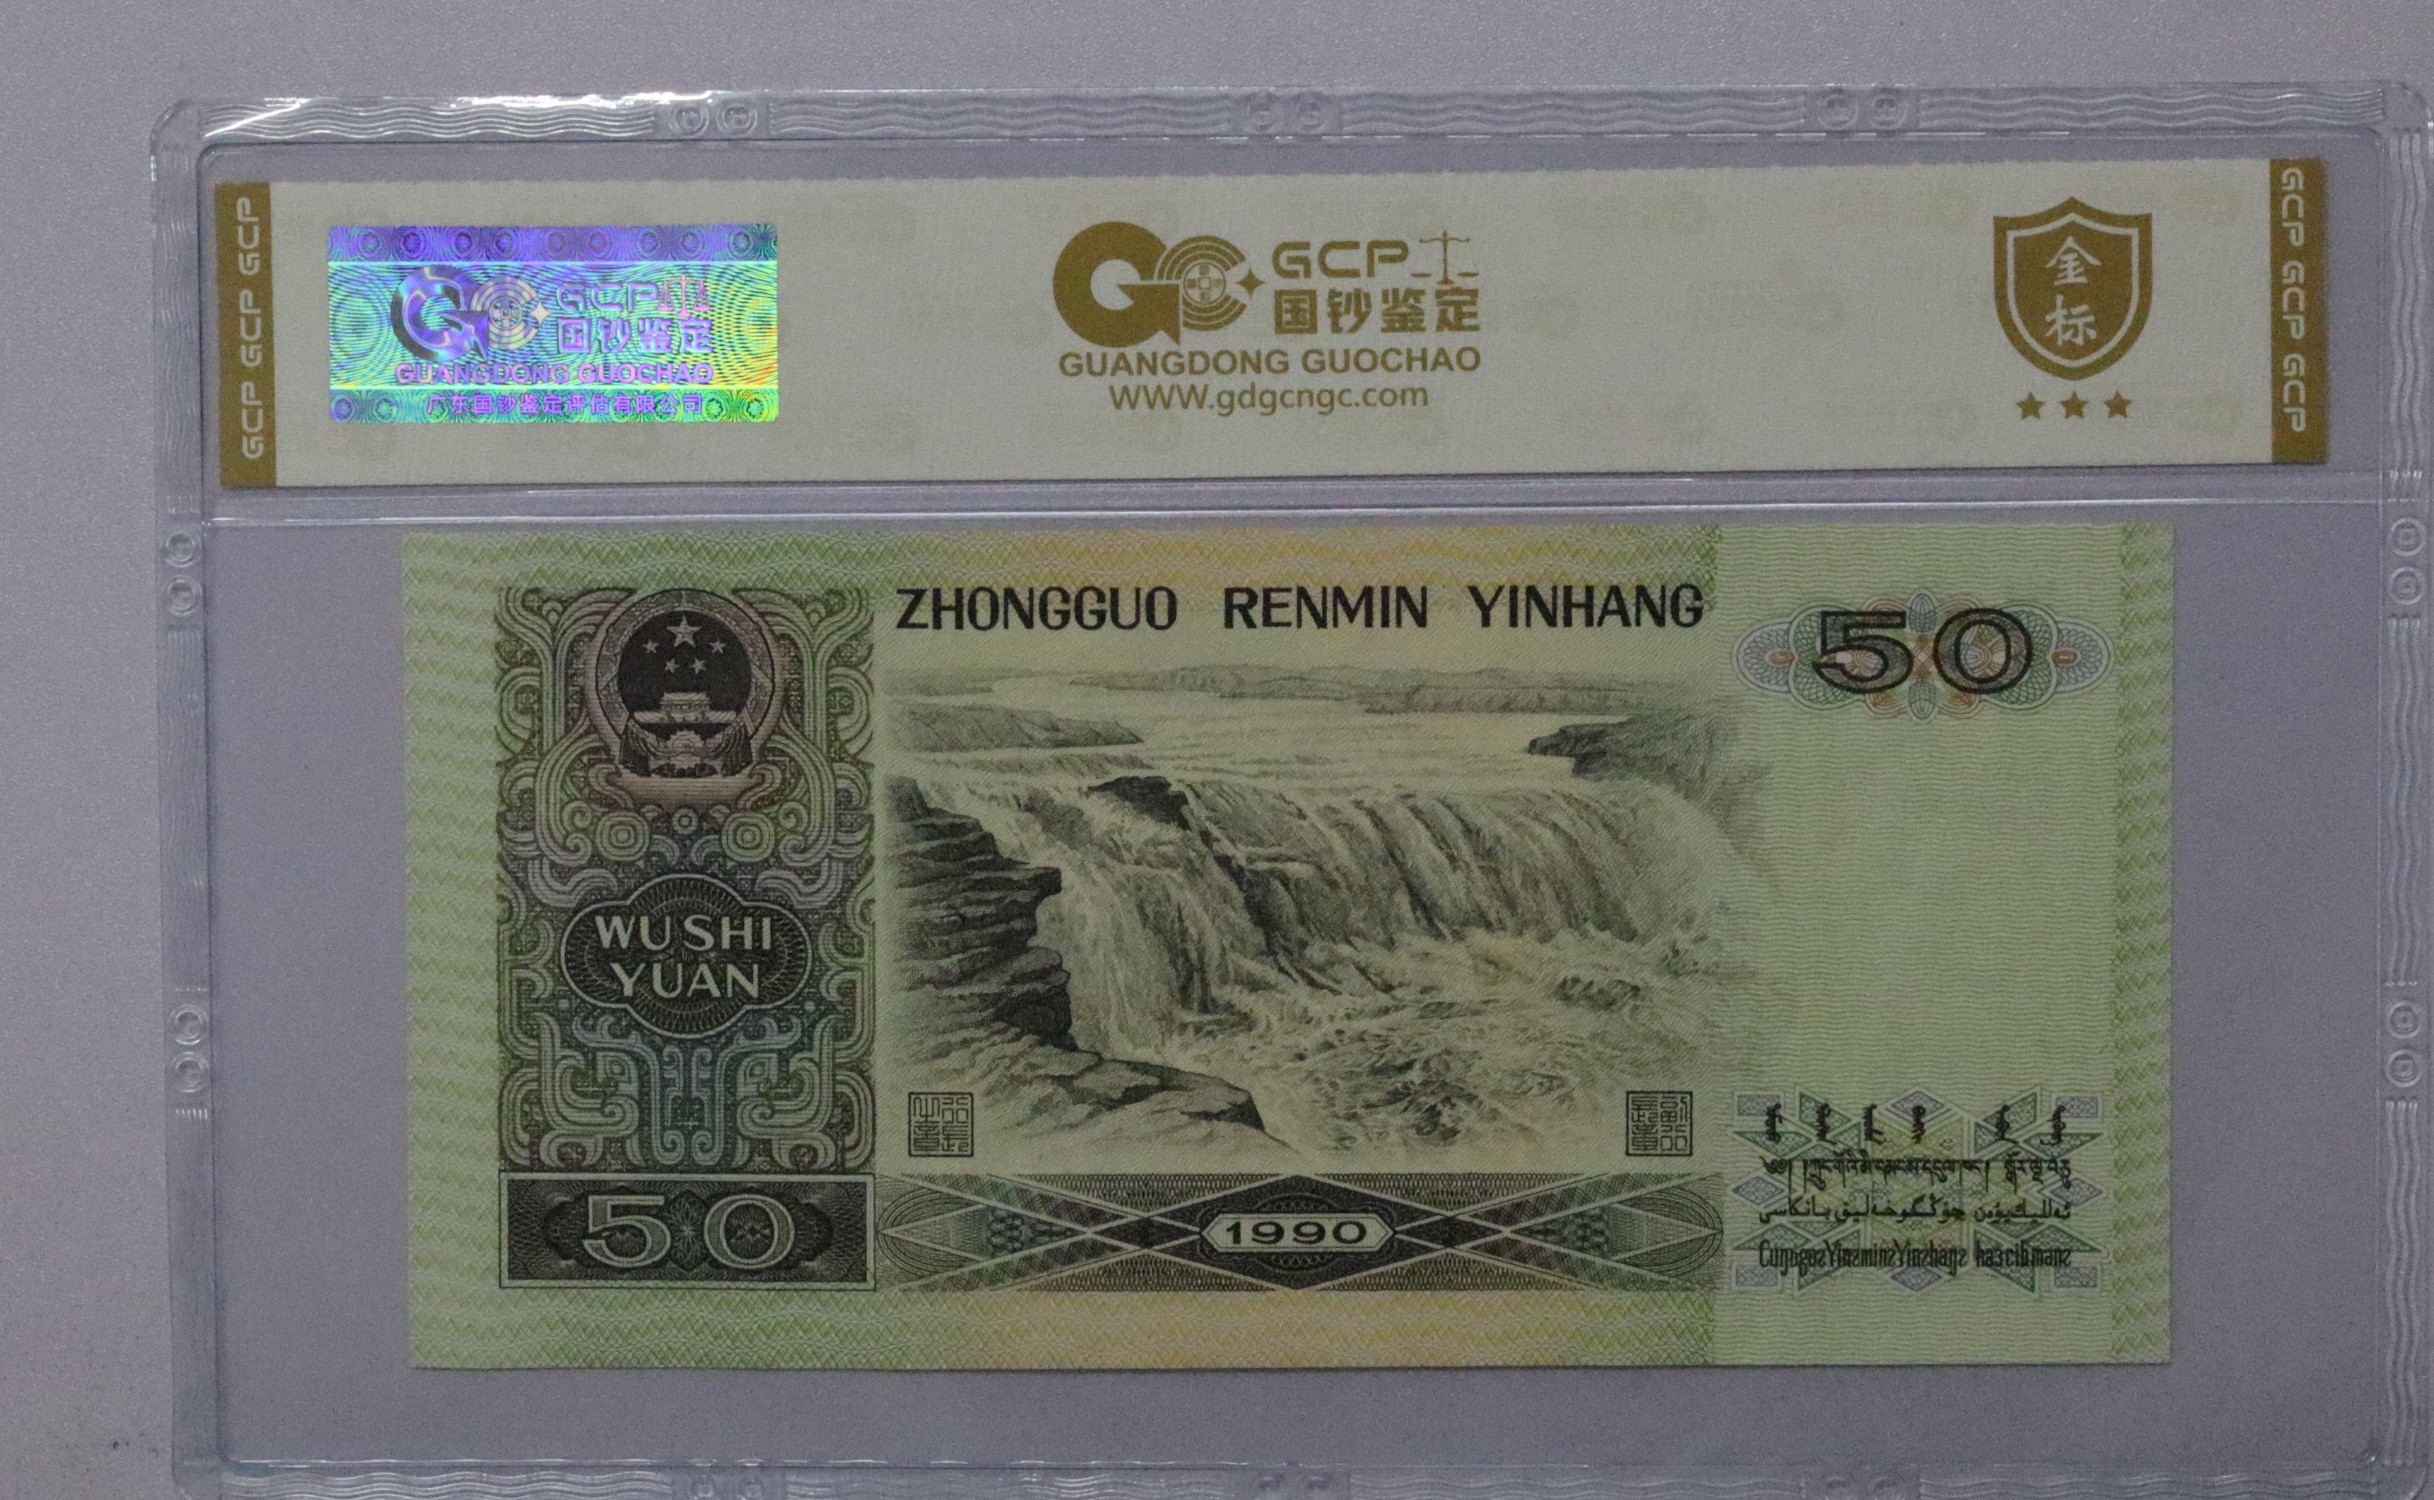 GCP GCP GCP
GCP
国钞鉴定
GUANGDONG GUOCHAO
广东国钞鉴定评估有限公司
GCP
国钞鉴定
GUANGDONG GUOCHAO
WWW.gdgcngc.com
金
标
GCP GCP GCP
ZHONGGUO RENMIN YINHANG
50
WU SHI
YUAN
50
1990